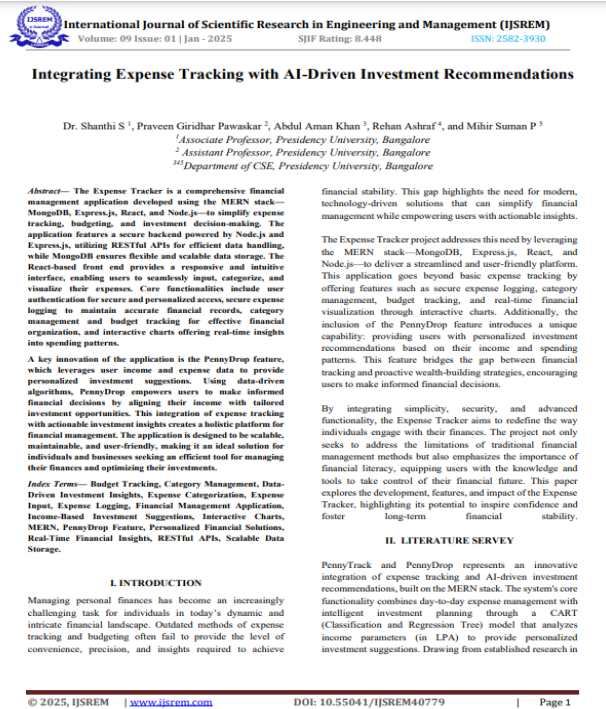 IJSREM
International Journal of Scientific Research in Engineering and Management (IJSREM)
Volume: 09 Issue: 01 | Jan - 2025 SJIF Rating: 8.448 ISSN: 2582-3930
Integrating Expense Tracking with AI-Driven Investment Recommendations
Dr. Shanthi S 1, Praveen Giridhar Pawaskar 2, Abdul Aman Khan 3, Rehan Ashraf 4, and Mihir Suman P 5
1Associate Professor, Presidency University, Bangalore
2 Assistant Professor, Presidency University, Bangalore
345Department of CSE, Presidency University, Bangalore
Abstract— The Expense Tracker is a comprehensive financial
management application developed using the MERN stack—
MongoDB, Express.js, React, and Node.js—to simplify expense
tracking, budgeting, and investment decision-making. The
application features a secure backend powered by Node.js and
Express.js, utilizing RESTful APIs for efficient data handling,
while MongoDB ensures flexible and scalable data storage. The
React-based front end provides a responsive and intuitive
interface, enabling users to seamlessly input, categorize, and
visualize their expenses. Core functionalities include user
authentication for secure and personalized access, secure expense
logging to maintain accurate financial records, category
management and budget tracking for effective financial
organization, and interactive charts offering real-time insights
into spending patterns.
A key innovation of the application is the PennyDrop feature,
which leverages user income and expense data to provide
personalized investment suggestions. Using data-driven
algorithms, PennyDrop empowers users to make informed
financial decisions by aligning their income with tailored
investment opportunities. This integration of expense tracking
with actionable investment insights creates a holistic platform for
financial management. The application is designed to be scalable,
maintainable, and user-friendly, making it an ideal solution for
individuals and businesses seeking an efficient tool for managing
their finances and optimizing their investments.
Index Terms— Budget Tracking, Category Management, Data-
Driven Investment Insights, Expense Categorization, Expense
Input, Expense Logging, Financial Management Application,
Income-Based Investment Suggestions, Interactive Charts,
MERN, PennyDrop Feature, Personalized Financial Solutions,
Real-Time Financial Insights, RESTful APIs, Scalable Data
Storage.
I. INTRODUCTION
Managing personal finances has become an increasingly
challenging task for individuals in today's dynamic and
intricate financial landscape. Outdated methods of expense
tracking and budgeting often fail to provide the level of
convenience, precision, and insights required to achieve
financial stability. This gap highlights the need for modern,
technology-driven solutions that can simplify financial
management while empowering users with actionable insights.
The Expense Tracker project addresses this need by leveraging
the MERN stack—MongoDB, Express.js, React, and
Node.js—to deliver a streamlined and user-friendly platform.
This application goes beyond basic expense tracking by
offering features such as secure expense logging, category
management, budget tracking, and real-time financial
visualization through interactive charts. Additionally, the
inclusion of the PennyDrop feature introduces a unique
capability: providing users with personalized investment
recommendations based on their income and spending
patterns. This feature bridges the gap between financial
tracking and proactive wealth-building strategies, encouraging
users to make informed financial decisions.
By integrating simplicity, security, and advanced
functionality, the Expense Tracker aims to redefine the way
individuals engage with their finances. The project not only
seeks to address the limitations of traditional financial
management methods but also emphasizes the importance of
financial literacy, equipping users with the knowledge and
tools to take control of their financial future. This paper
explores the development, features, and impact of the Expense
Tracker, highlighting its potential to inspire confidence and
foster long-term financial stability.
II. LITERATURE SURVEY
PennyTrack and PennyDrop represents an innovative
integration of expense tracking and AI-driven investment
recommendations, built on the MERN stack. The system's core
functionality combines day-to-day expense management with
intelligent investment planning through a CART
(Classification and Regression Tree) model that analyzes
income parameters (in LPA) to provide personalized
investment suggestions. Drawing from established research in
© 2025, IJSREM | www.ijsrem.com DOI: 10.55041/IJSREM40779 | Page 1